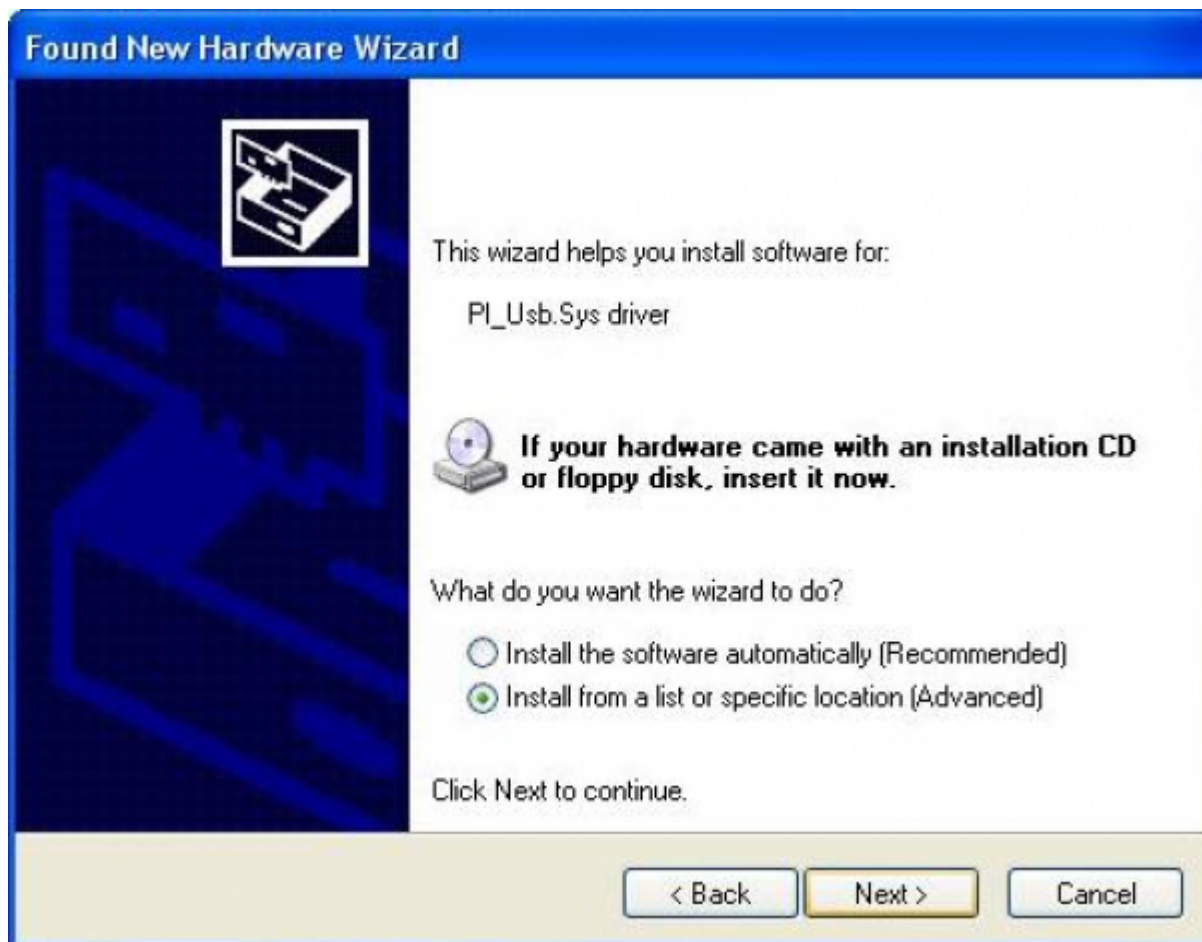 Found New Hardware Wizard
This wizard helps you install software for:
PI_Usb.Sys driver
If your hardware came with an installation CD
or floppy disk, insert it now.
What do you want the wizard to do?
Install the software automatically (Recommended)
Install from a list or specific location (Advanced)
Click Next to continue.
< Back
Next >
Cancel